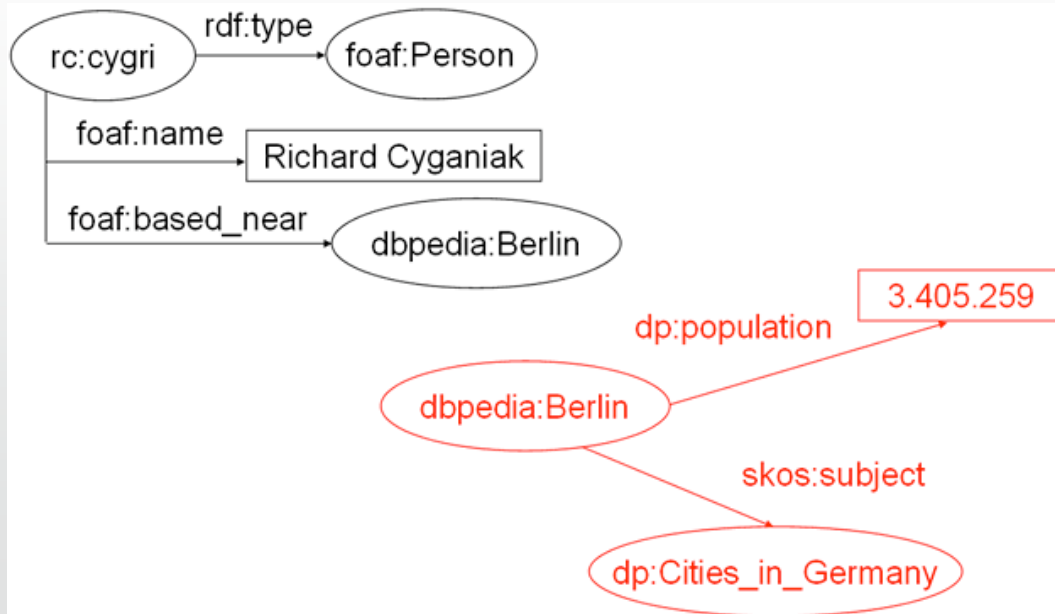 rdf:type
rc:cygri
foaf:Person
foaf:name
Richard Cyganiak
foaf:based_near
dbpedia:Berlin
3.405.259
dp:population
dbpedia:Berlin
skos:subject
dp:Cities_in_Germany